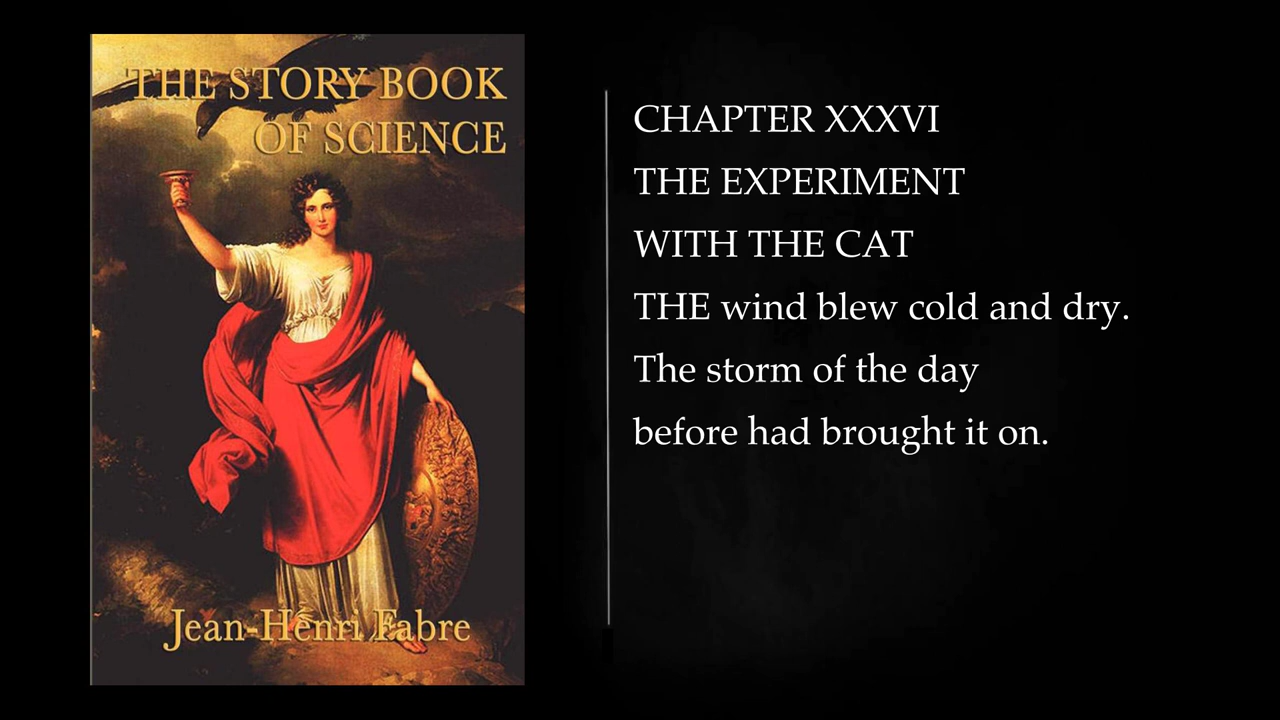 THE STORY BOOK
OF SCIENCE
Jean-Henri Fabre
CHAPTER XXXVI
THE EXPERIMENT
WITH THE CAT
THE wind blew cold and dry.
The storm of the day
before had brought it on.